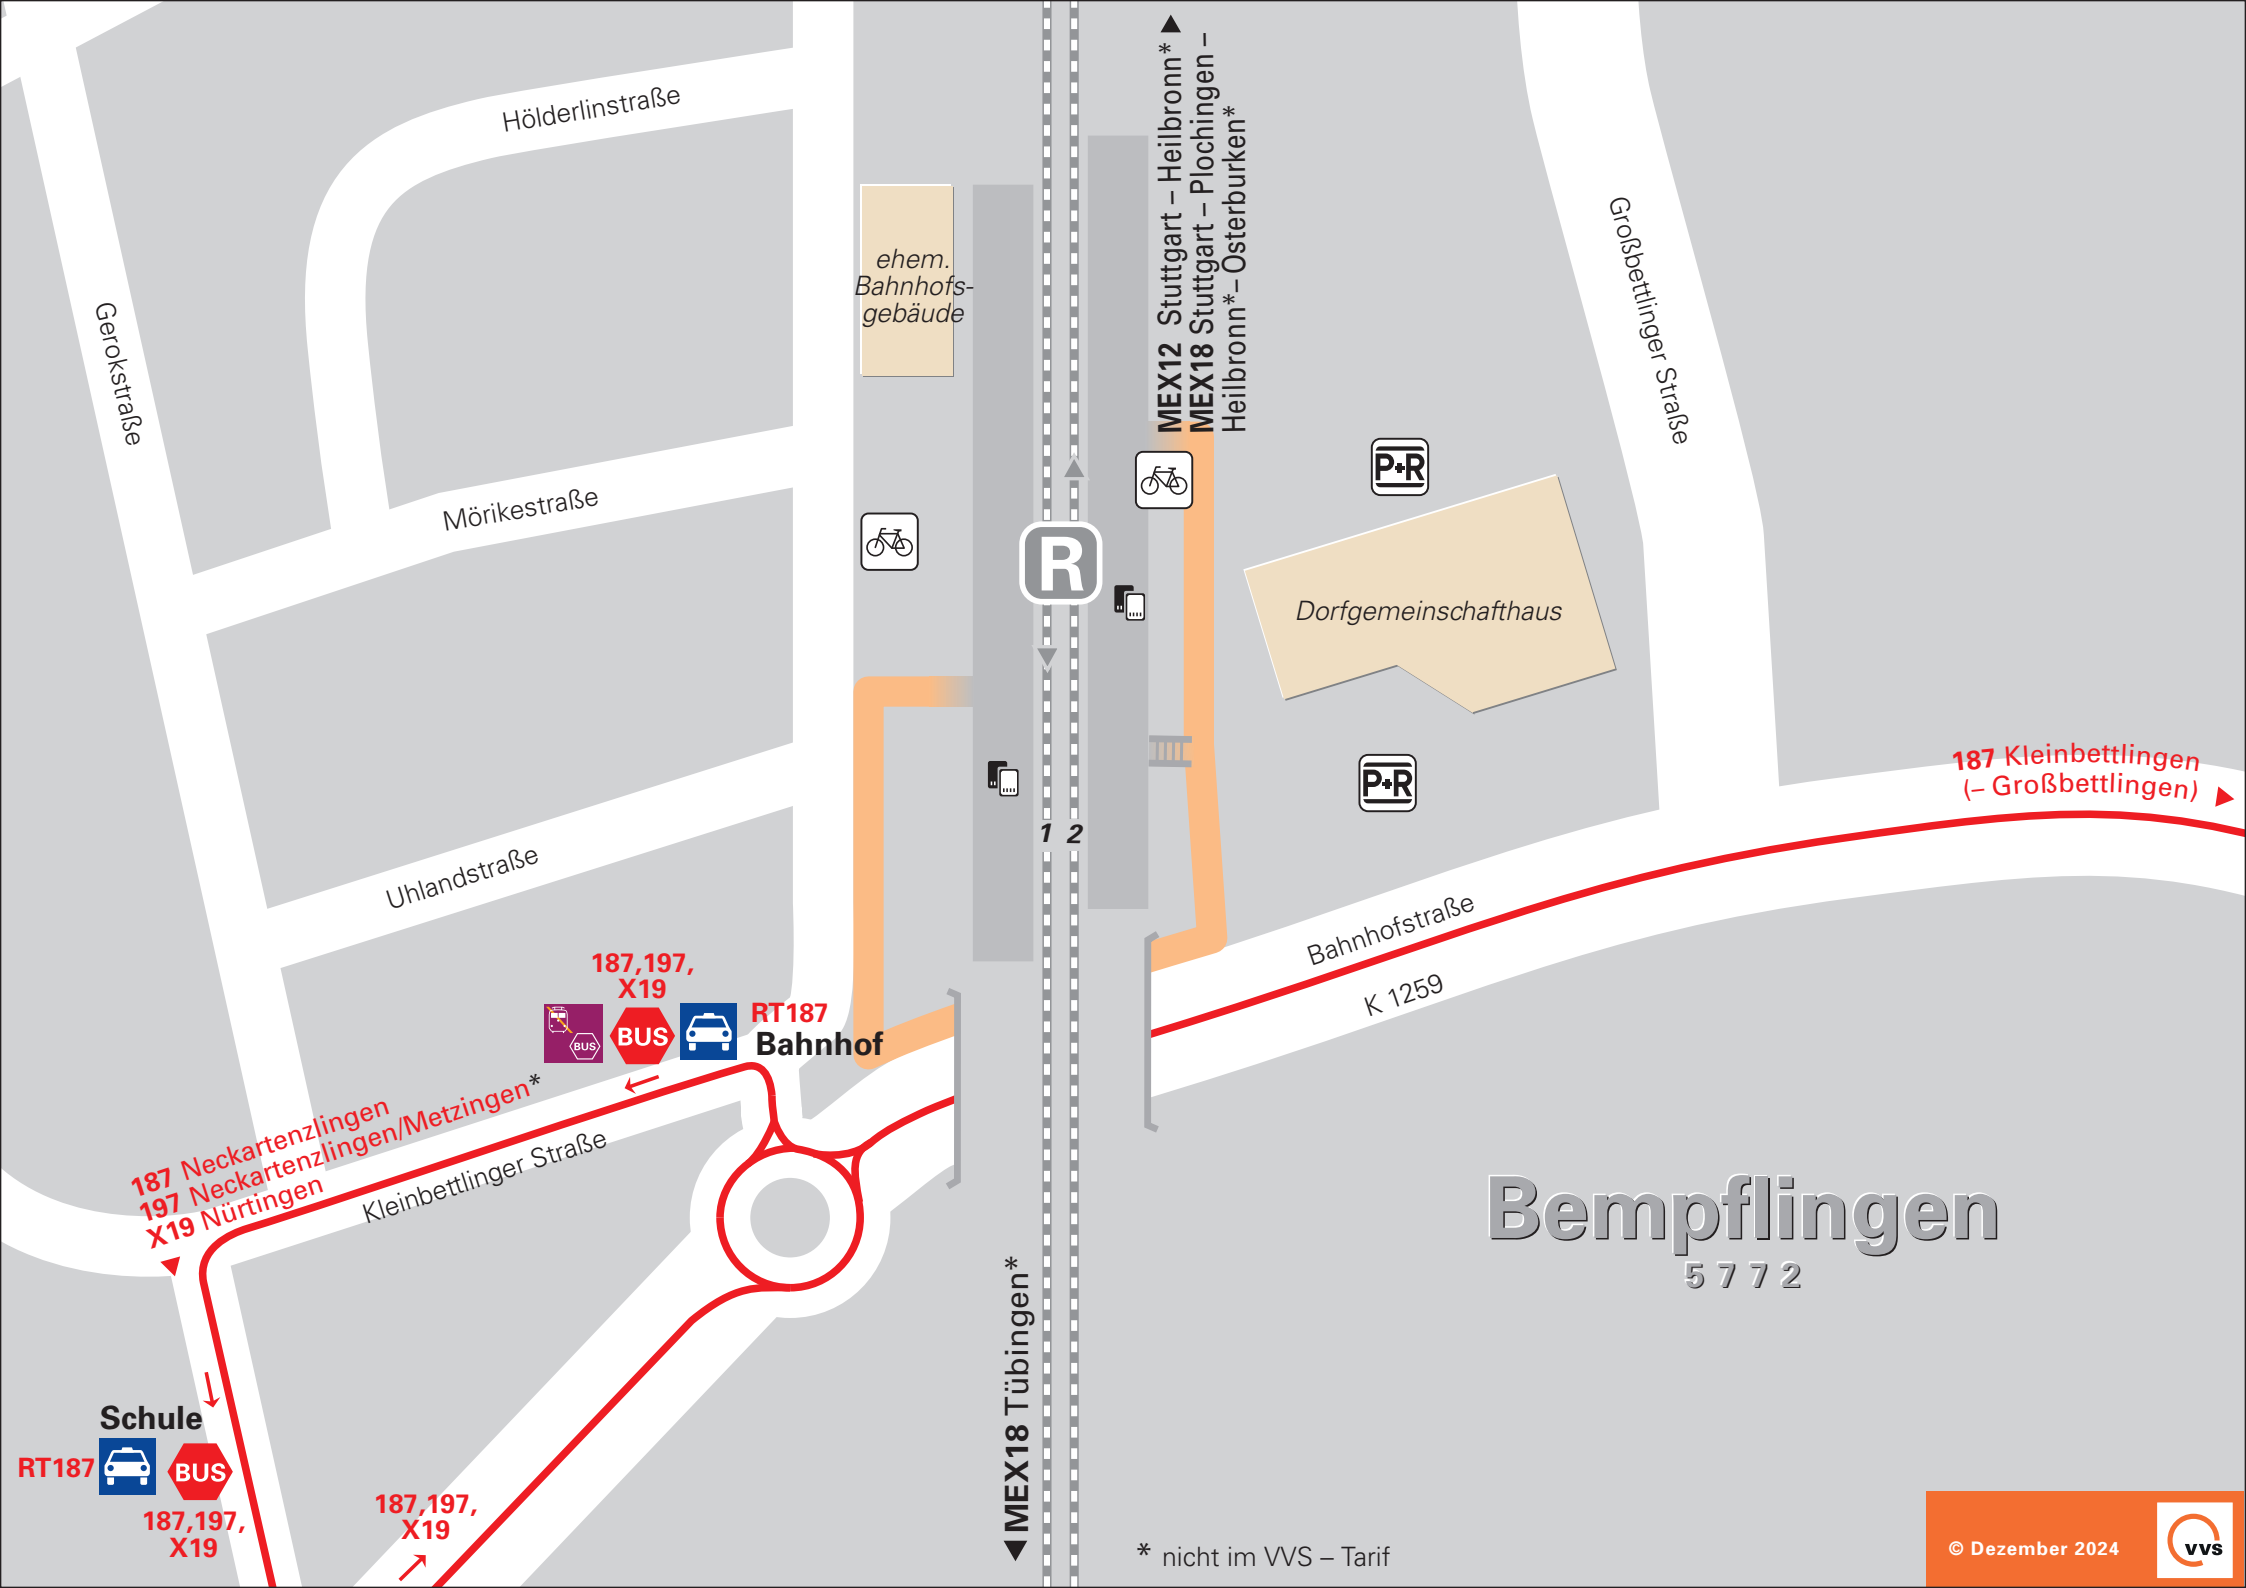 MEX12 Stuttgart – Heilbronn*
MEX18 Stuttgart – Plochingen –
Heilbronn*– Osterburken*
Hölderlinstraße
Großbettlinger Straße
ehem.
Bahnhofs-
gebäude
Gerokstraße
P+R
Mörikestraße
R
Dorfgemeinschafthaus
187 Kleinbettlingen
(– Großbettlingen)
P+R
1 2
Uhlandstraße
Bahnhofstraße
K 1259
187,197,
X19
BUS
BUS
RT187
Bahnhof
187 Neckartenzlingen
197 Neckartenzlingen/Metzingen*
X19 Nürtingen
Kleinbettlinger Straße
Bempflingen
5772
MEX18 Tübingen*
Schule
RT187
BUS
187,197,
X19
187,197,
X19
* nicht im VVS – Tarif
© Dezember 2024
VVS